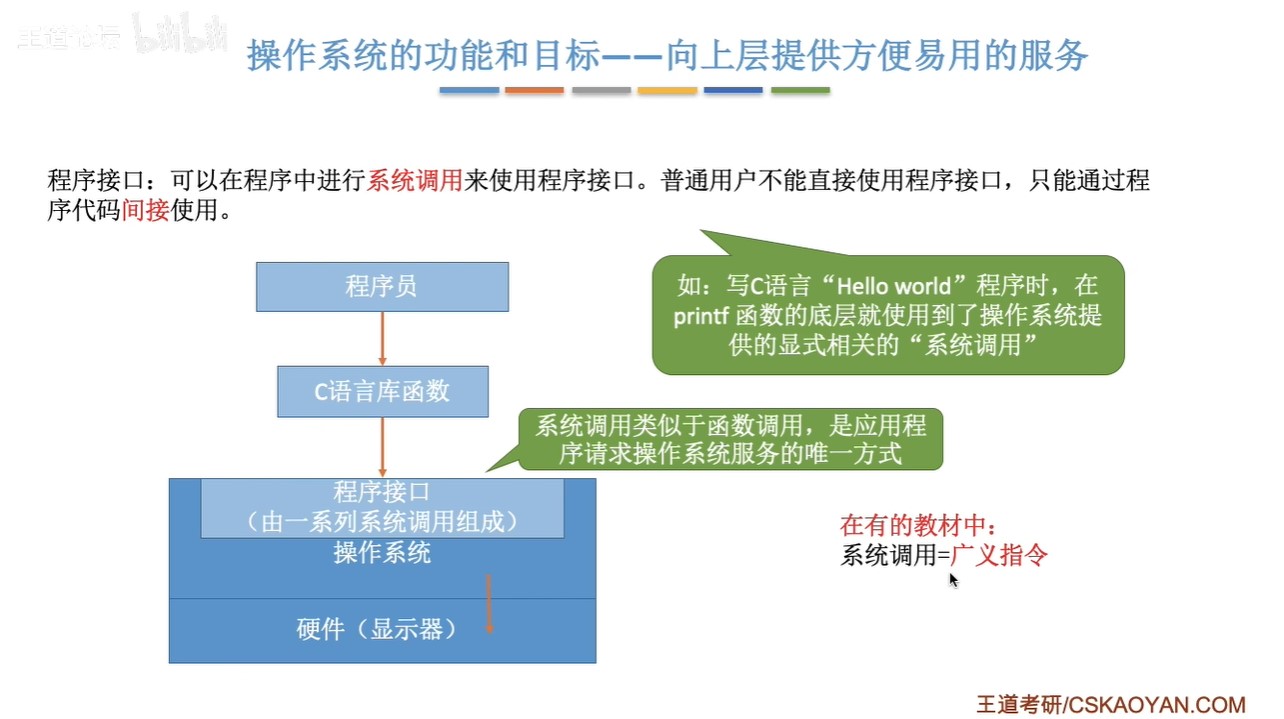 王道论坛 bilibili
操作系统的功能和目标——向上层提供方便易用的服务
程序接口：可以在程序中进行系统调用来使用程序接口。普通用户不能直接使用程序接口，只能通过程
序代码间接使用。
程序员
如：写C语言“Hello world”程序时，在
printf 函数的底层就使用到了操作系统提
供的显式相关的“系统调用”
C语言库函数
系统调用类似于函数调用，是应用程
序请求操作系统服务的唯一方式
程序接口
（由一系列系统调用组成）
操作系统
硬件（显示器）
在有的教材中：
系统调用=广义指令
王道考研/CSKAOYAN.COM